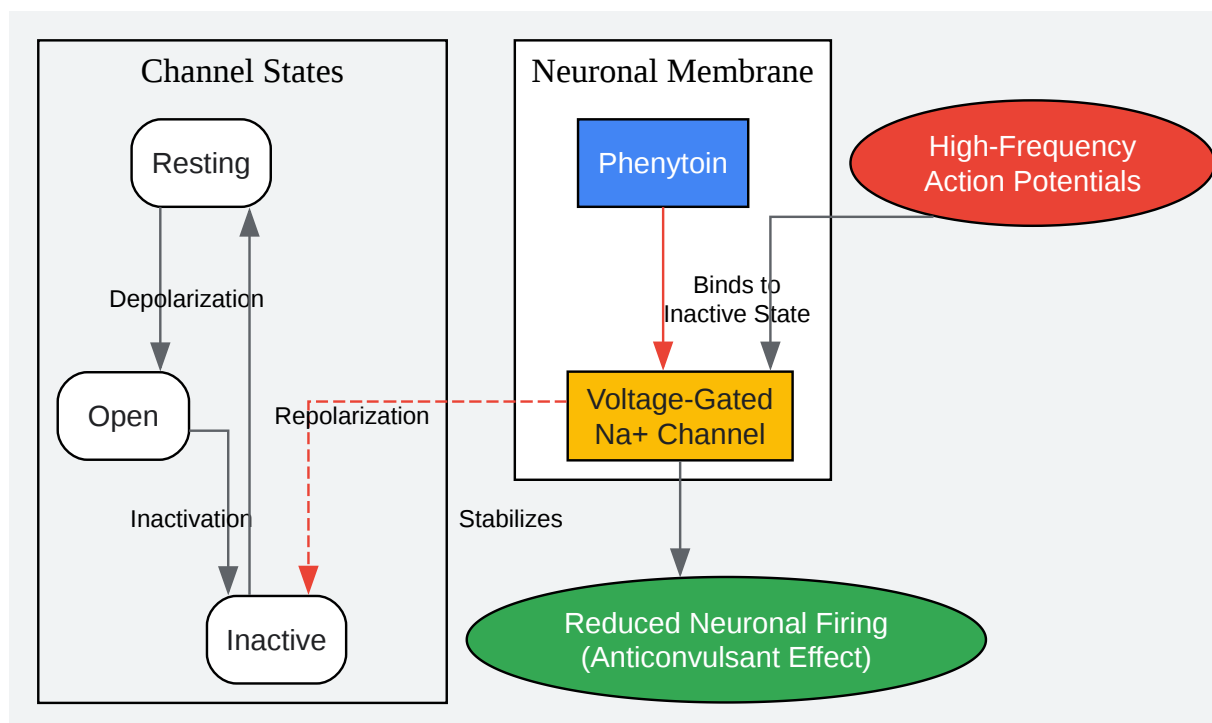 Channel States
Neuronal Membrane
Resting
Phenytoin
High-Frequency
Action Potentials
Depolarization
Binds to
Inactive State
Open
Repolarization
Voltage-Gated
Na+ Channel
Inactivation
Stabilizes
Inactive
Reduced Neuronal Firing
(Anticonvulsant Effect)